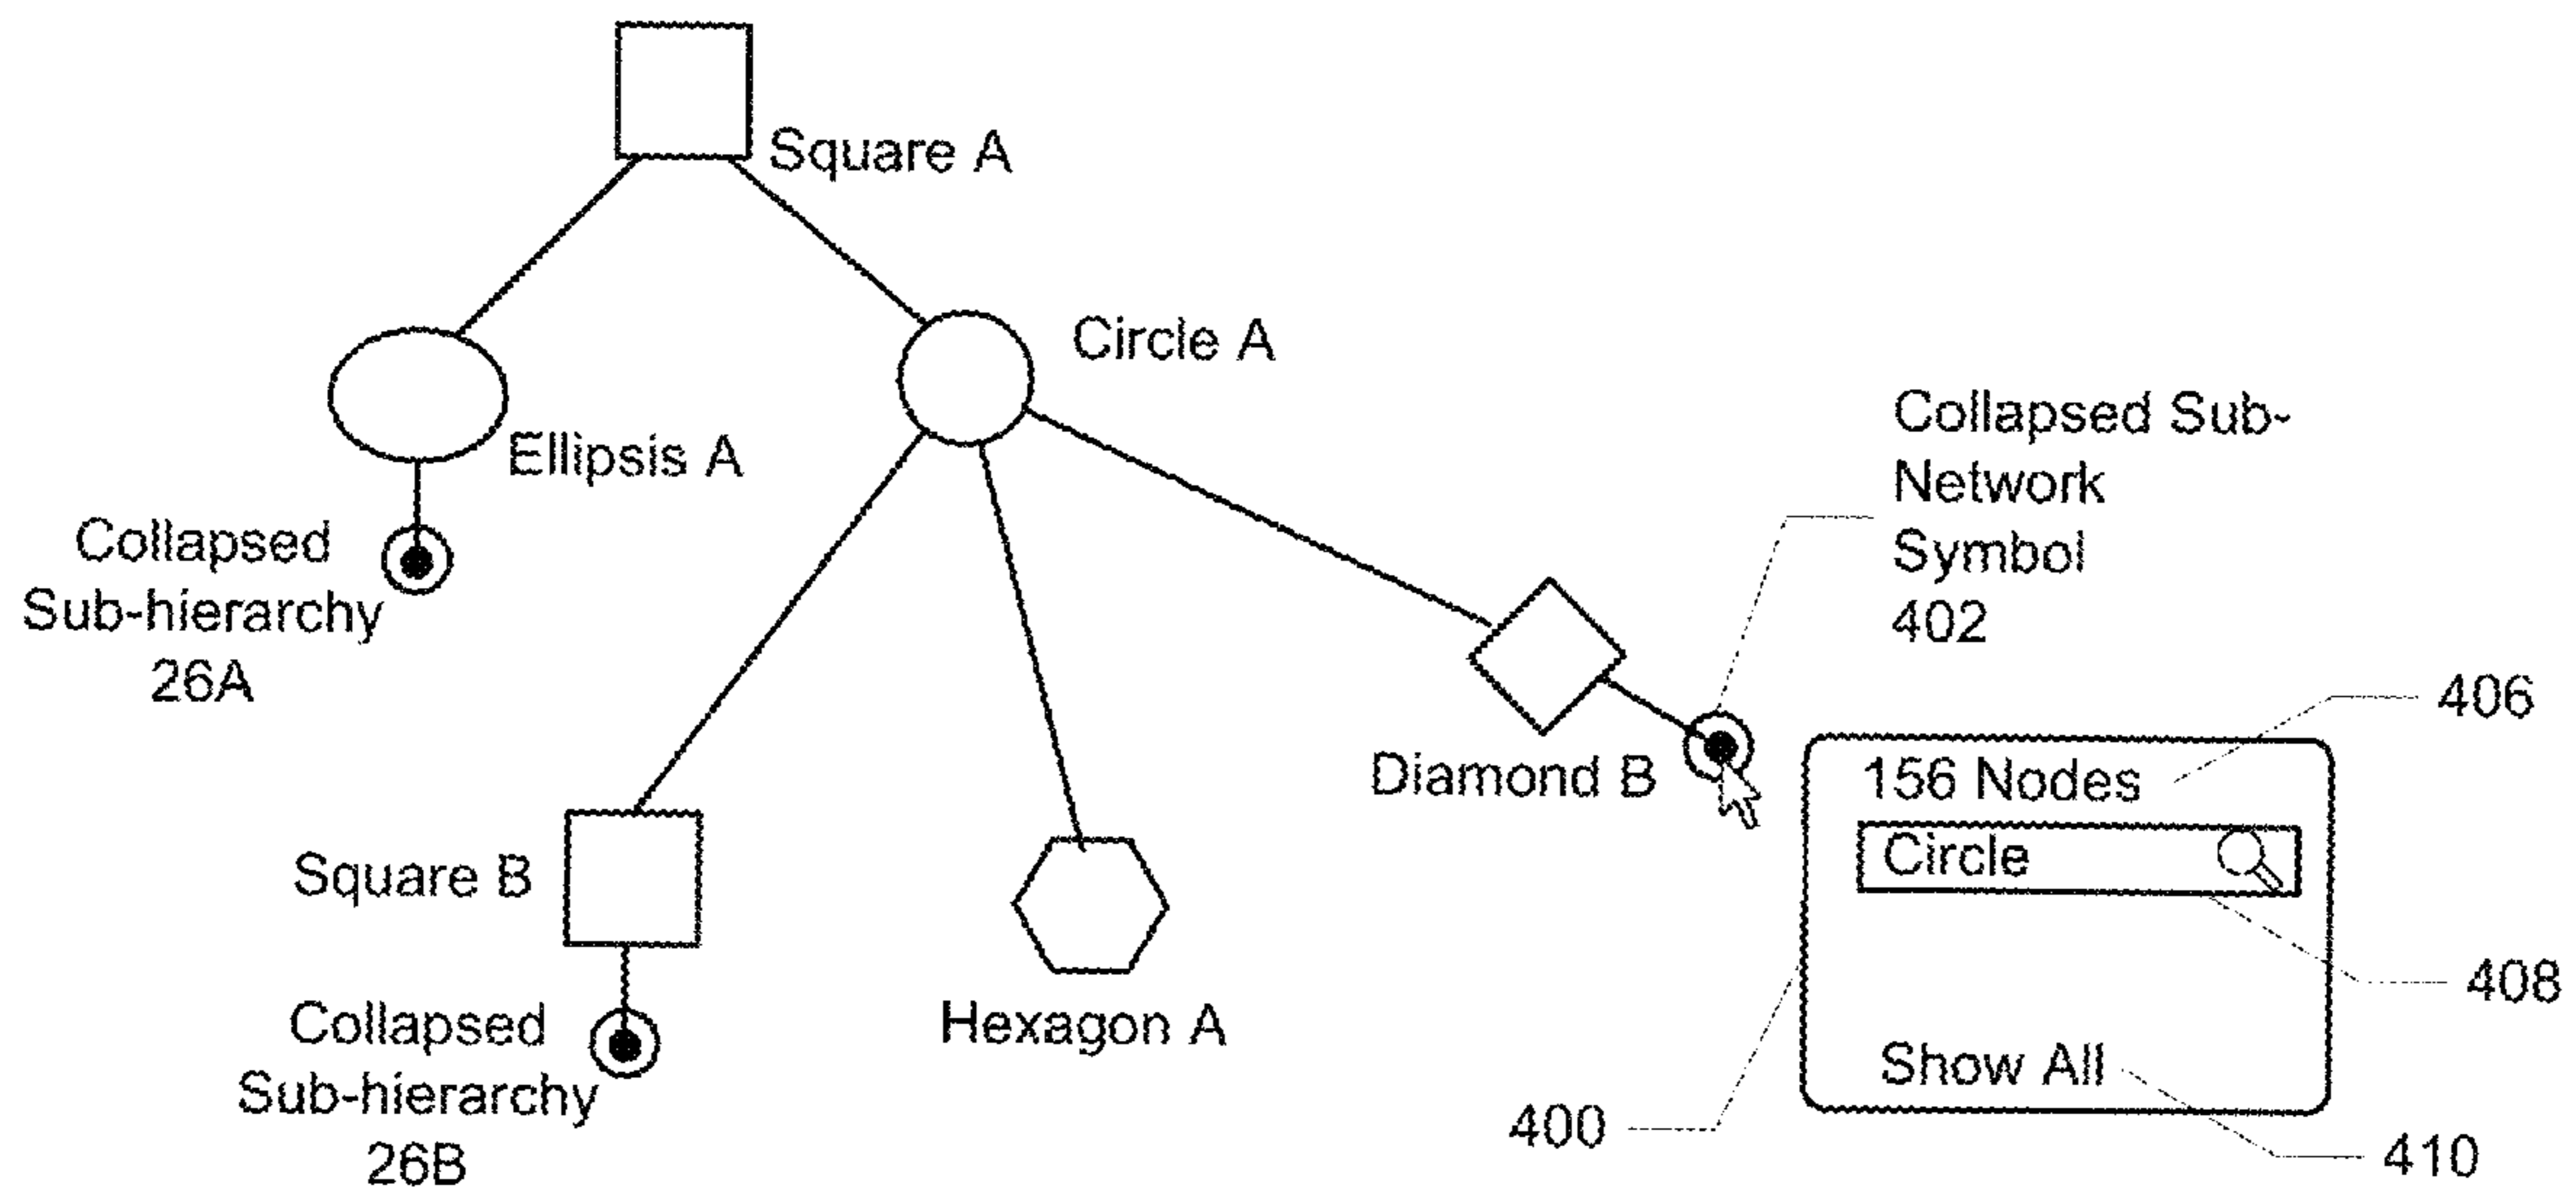 Square A
Circle A
Ellipsis A
Collapsed Sub-
Network
Symbol
402
Collapsed
Sub-hierarchy
26A
406
Diamond B
156 Nodes
Circle
Square B
408
Hexagon A
Collapsed
Sub-hierarchy
26B
Show All
400
410